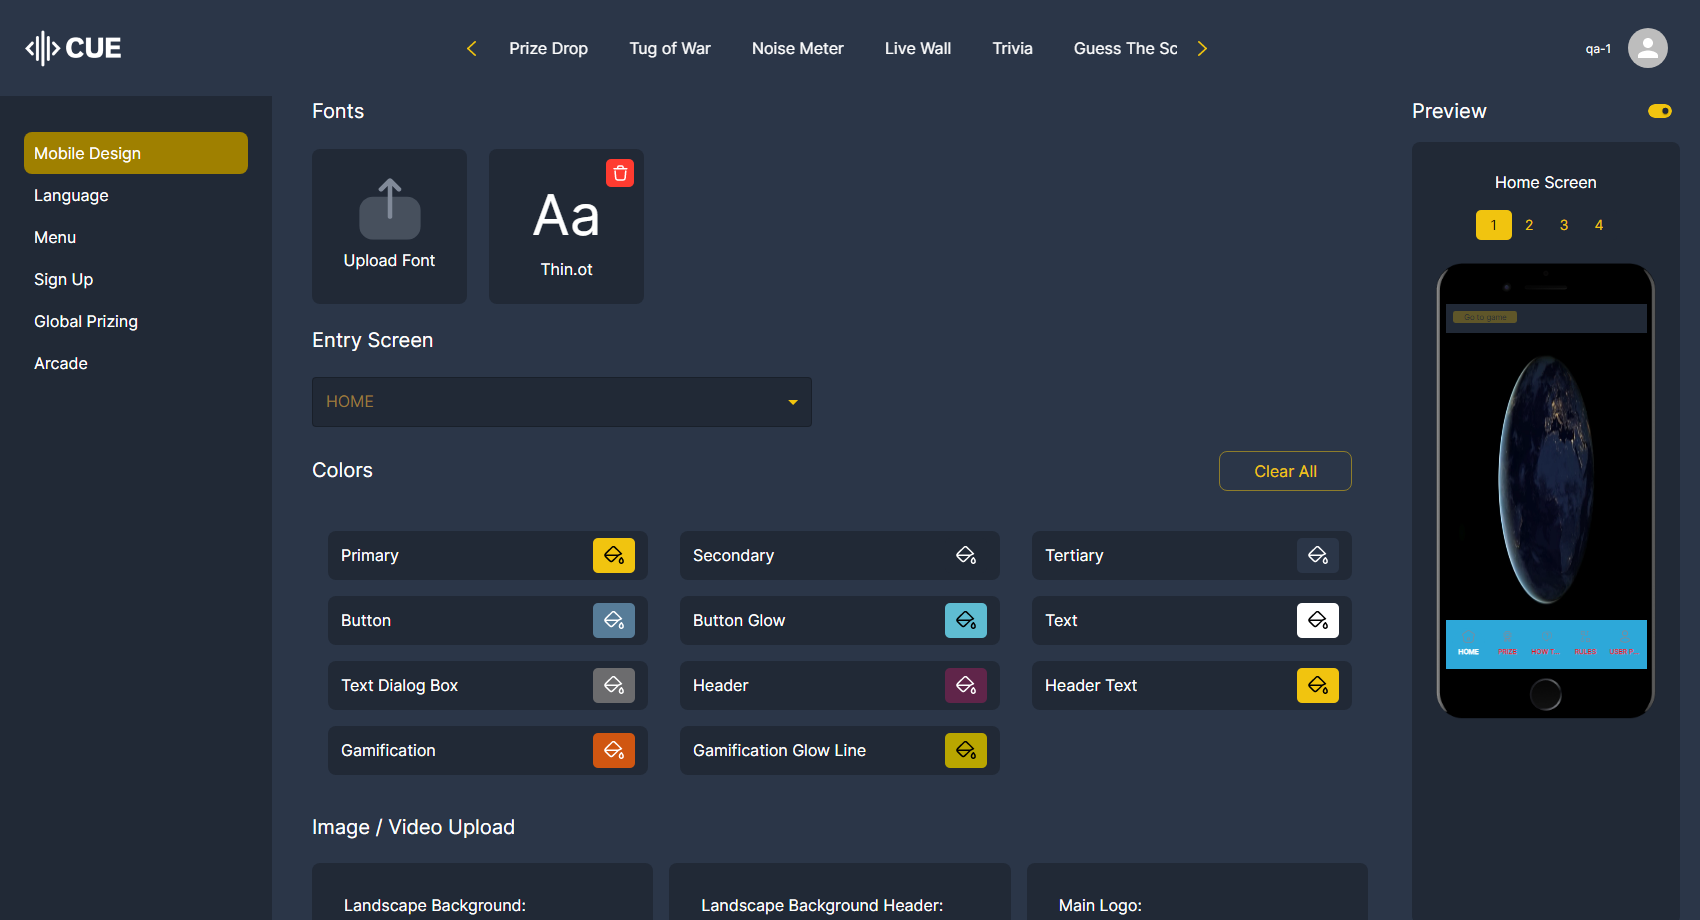 CUE
Prize Drop
Tug of War
Noise Meter
Live Wall
Trivia
Guess The Sc
qa-1
Mobile Design
Language
Menu
Sign Up
Global Prizing
Arcade
Fonts
Upload Font
Aa
Thin.ot
Entry Screen
HOME
Colors
Clear All
Primary
Secondary
Tertiary
Button
Button Glow
Text
Text Dialog Box
Header
Header Text
Gamification
Gamification Glow Line
Image / Video Upload
Landscape Background:
Landscape Background Header:
Main Logo:
Preview
Home Screen
1 2 3 4
Go to game
HOME PRIZE HOW T... RULES USER P...